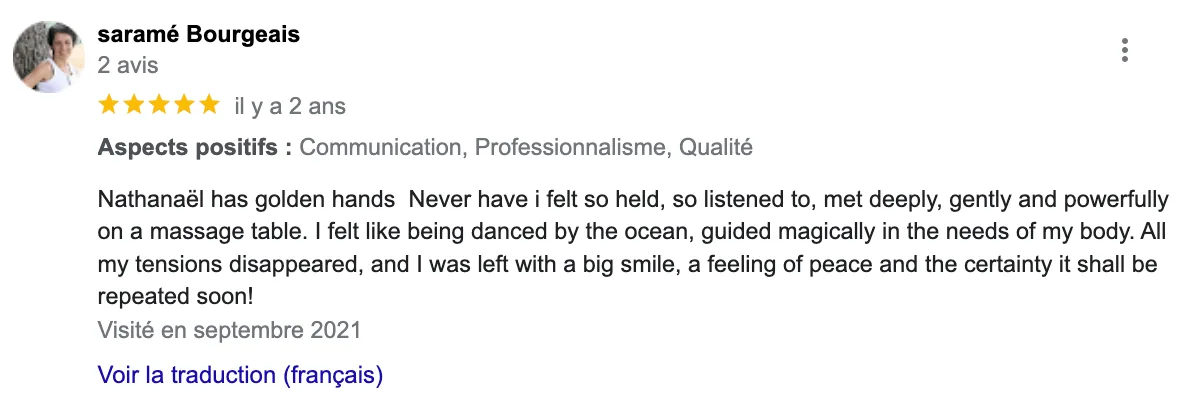 saramé Bourgeais
2 avis
il y a 2 ans
Aspects positifs : Communication, Professionnalisme, Qualité
Nathanaël has golden hands  Never have i felt so held, so listened to, met deeply, gently and powerfully
on a massage table. I felt like being danced by the ocean, guided magically in the needs of my body. All
my tensions disappeared, and I was left with a big smile, a feeling of peace and the certainty it shall be
repeated soon!
Visité en septembre 2021
Voir la traduction (français)